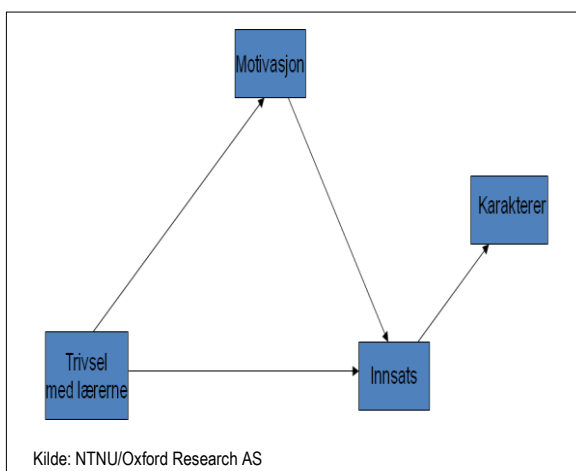 Motivasjon
Karakterer
Trivsel
med lærerne
Innsats
Kilde: NTNU/Oxford Research AS